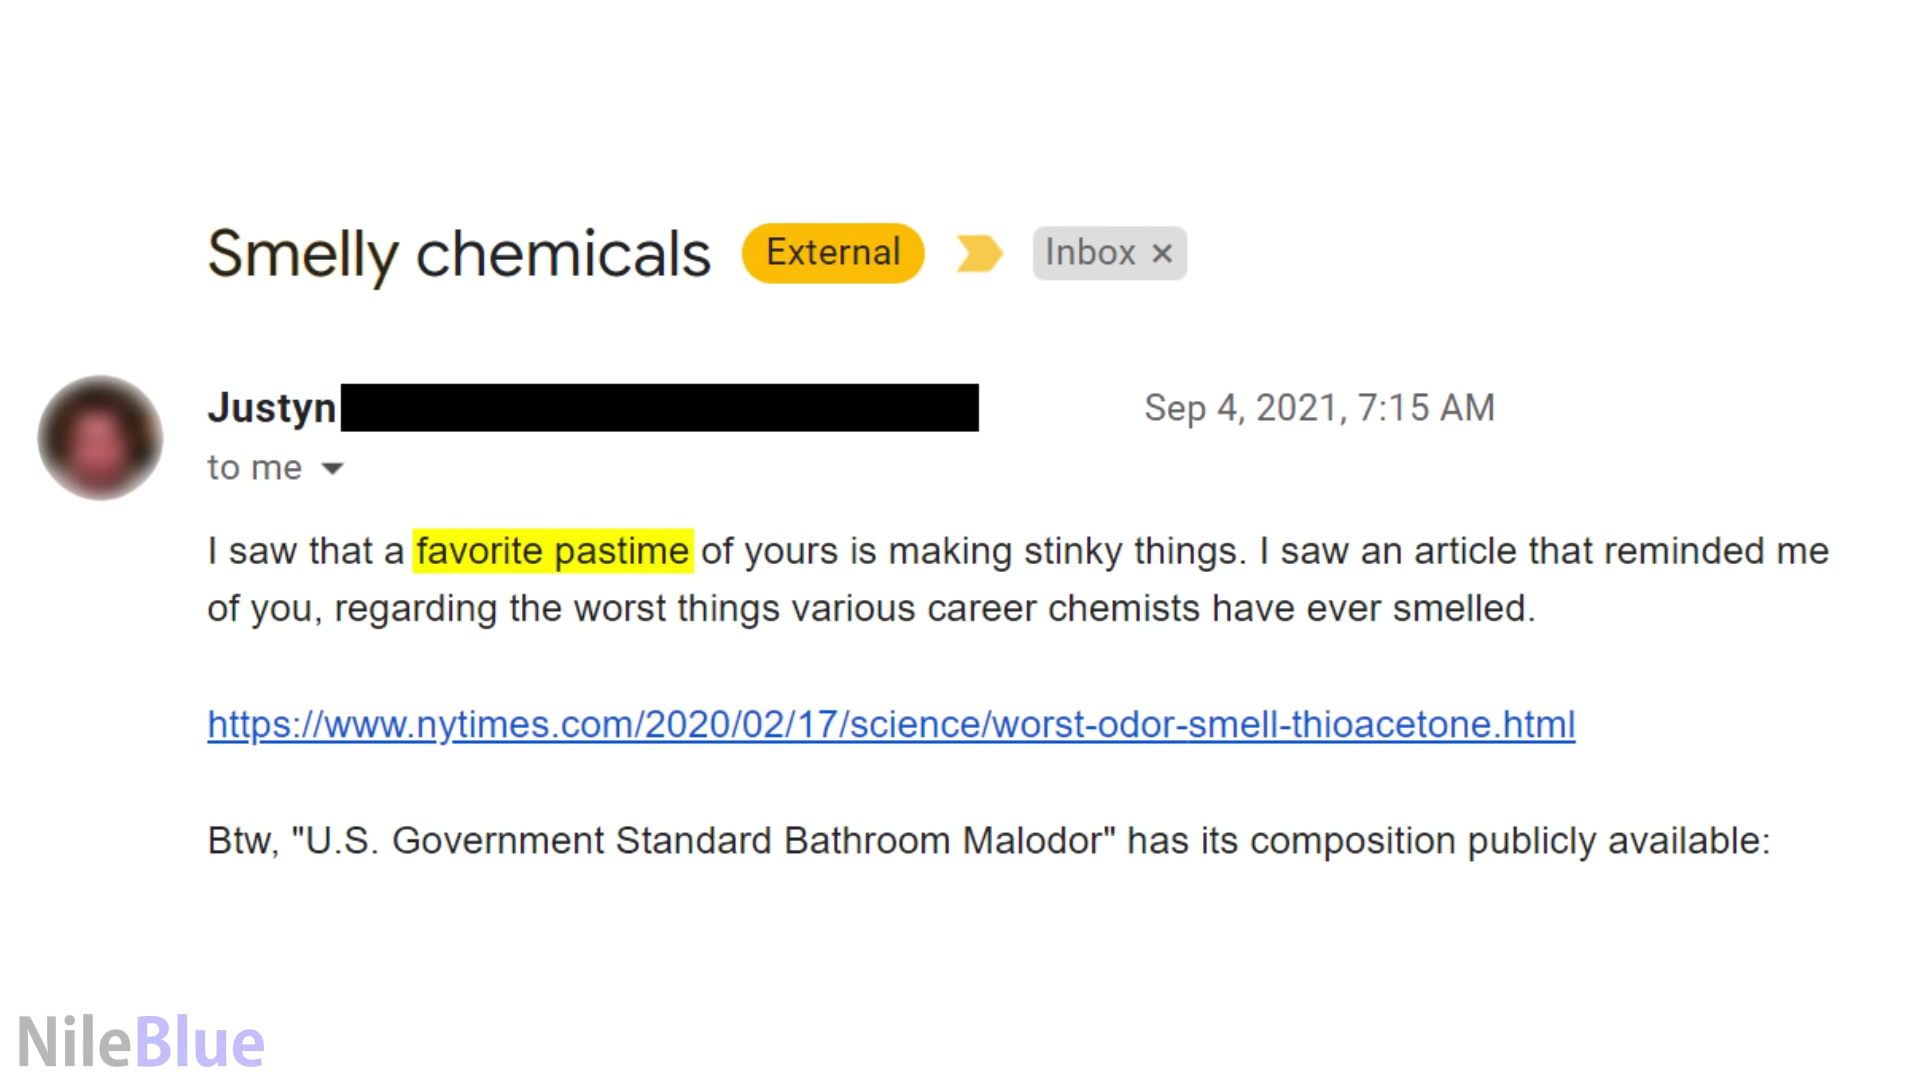 Smelly chemicals External Inbox ×
Justyn Sep 4, 2021, 7:15 AM
to me
I saw that a favorite pastime of yours is making stinky things. I saw an article that reminded me
of you, regarding the worst things various career chemists have ever smelled.
https://www.nytimes.com/2020/02/17/science/worst-odor-smell-thioacetone.html
Btw, "U.S. Government Standard Bathroom Malodor" has its composition publicly available:
NileBlue